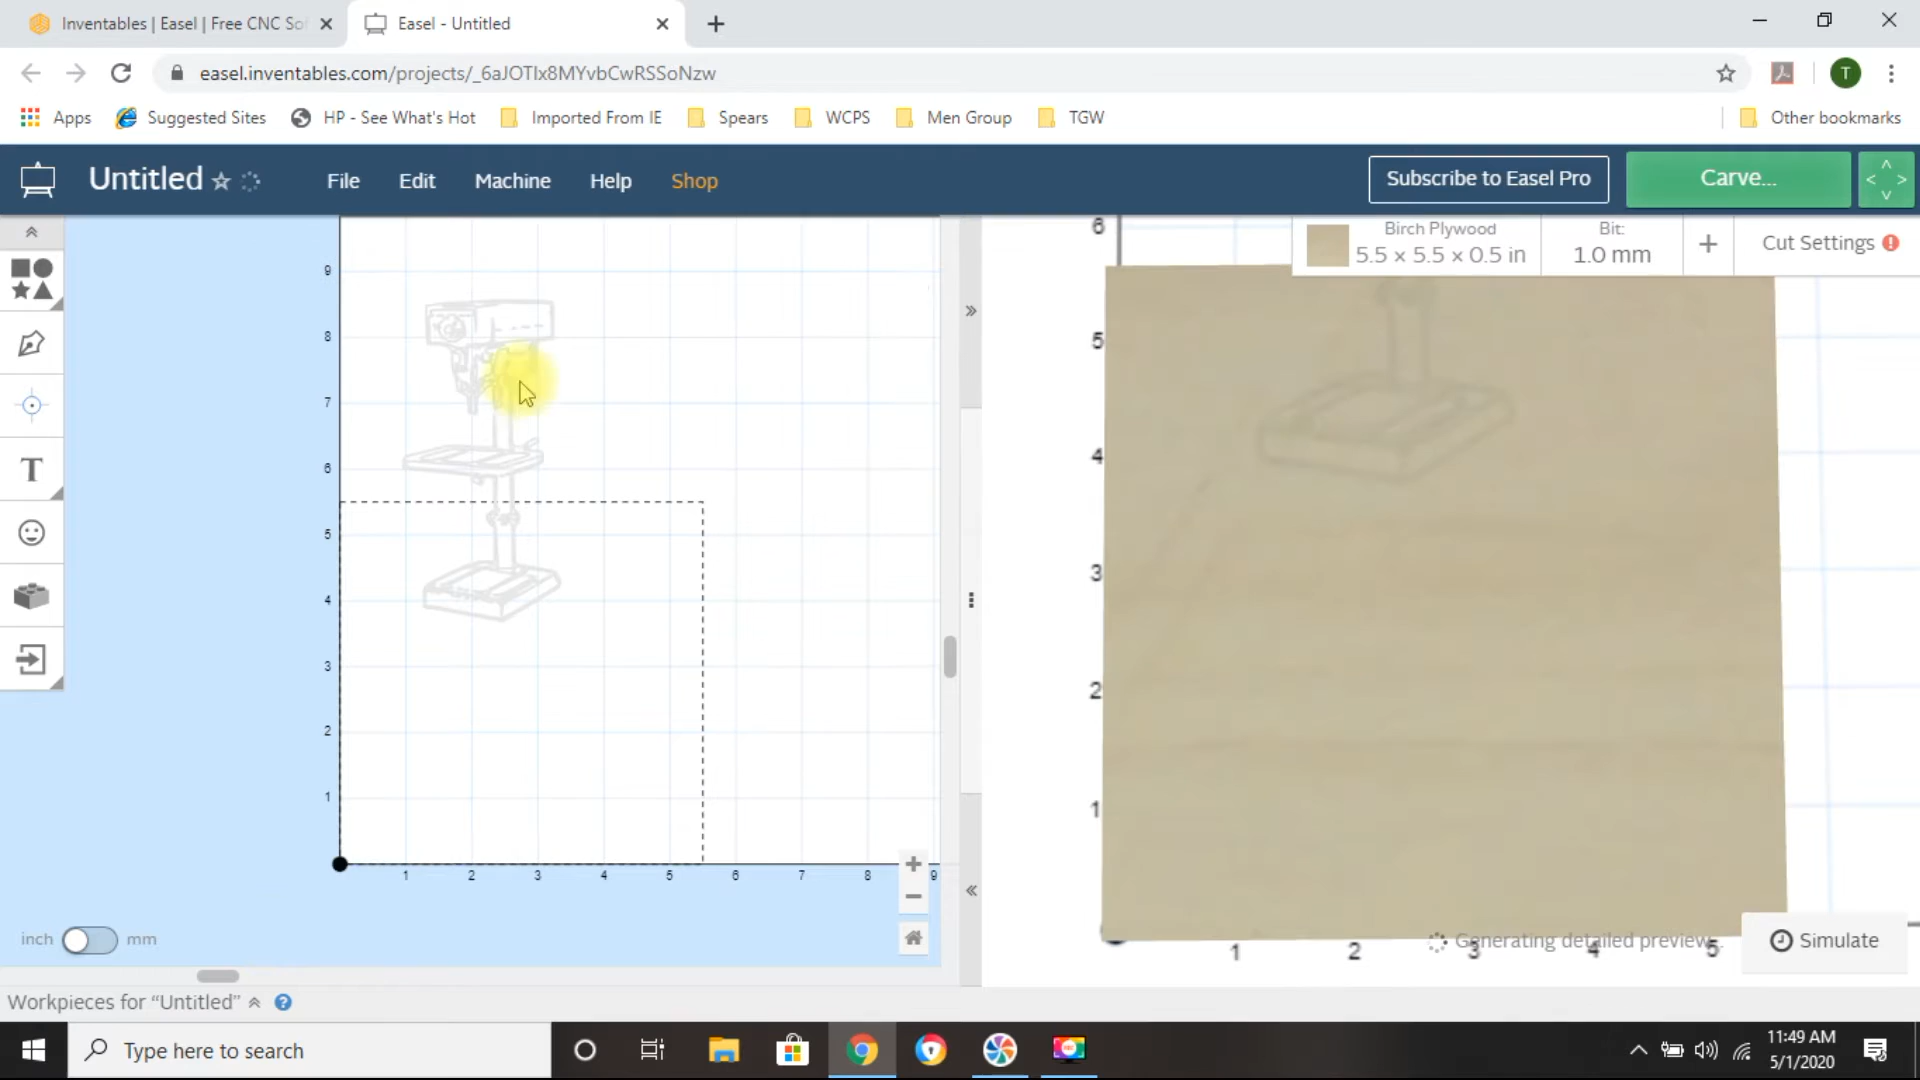 Inventables | Easel | Free CNC So
Easel - Untitled
easel.inventables.com/projects/_6aJOTIx8MYvbCwRSSoNzw
T
Apps
Suggested Sites
HP - See What's Hot
Imported From IE
Spears
WCPS
Men Group
TGW
Other bookmarks
Untitled
File
Edit
Machine
Help
Shop
Subscribe to Easel Pro
Carve...
Birch Plywood
5.5 × 5.5 × 0.5 in
Bit:
1.0 mm
Cut Settings
T
9
8
7
6
5
4
3
2
1
1 2 3 4 5 6 7 8 9
6
5
4
3
2
1
1 2 3 4 5
Generating detailed preview...
Simulate
inch
mm
Workpieces for “Untitled”
?
Type here to search
11:49 AM
5/1/2020